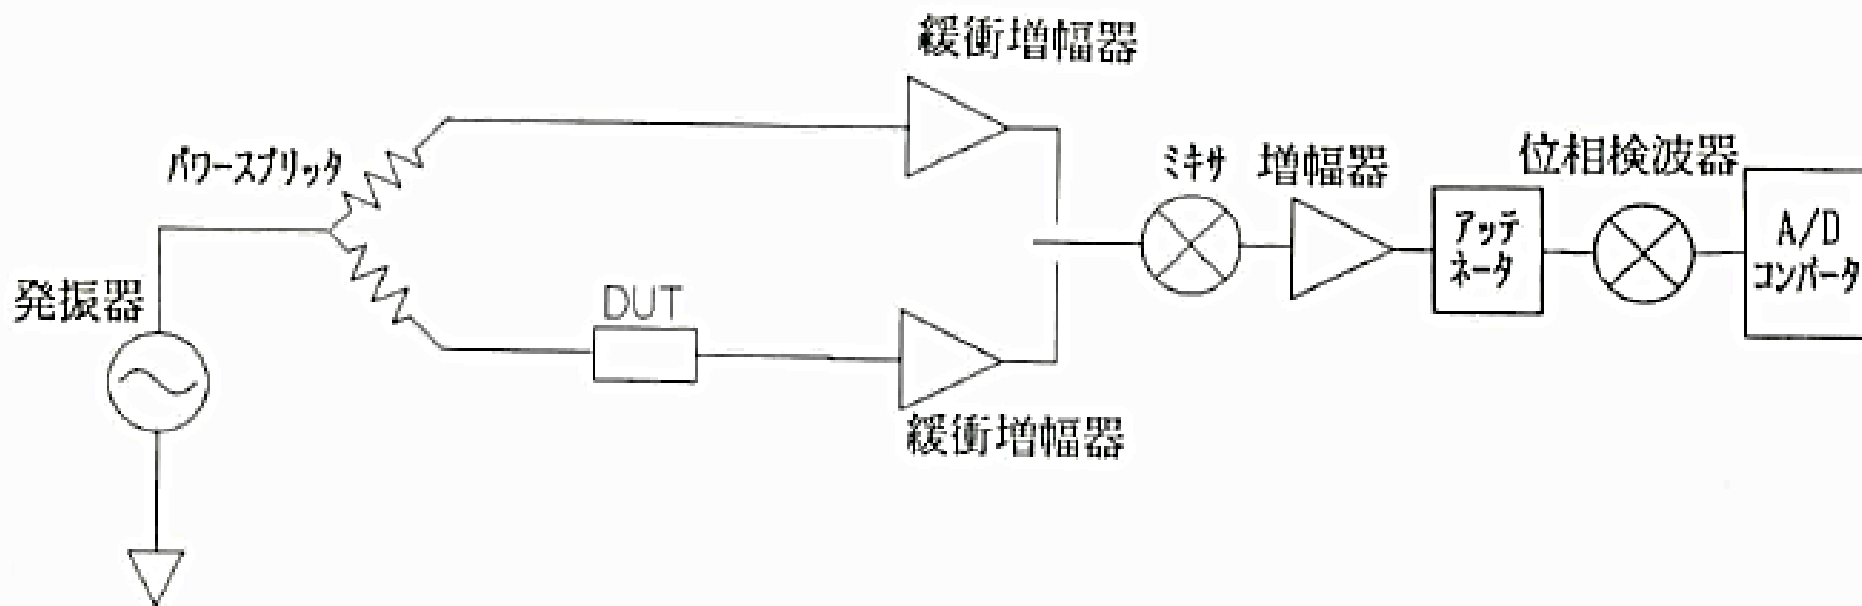 緩衝増幅器
パワースプリッタ
ミキサ
増幅器
位相検波器
アッテ
ネータ
A/D
コンバータ
発振器
DUT
緩衝増幅器